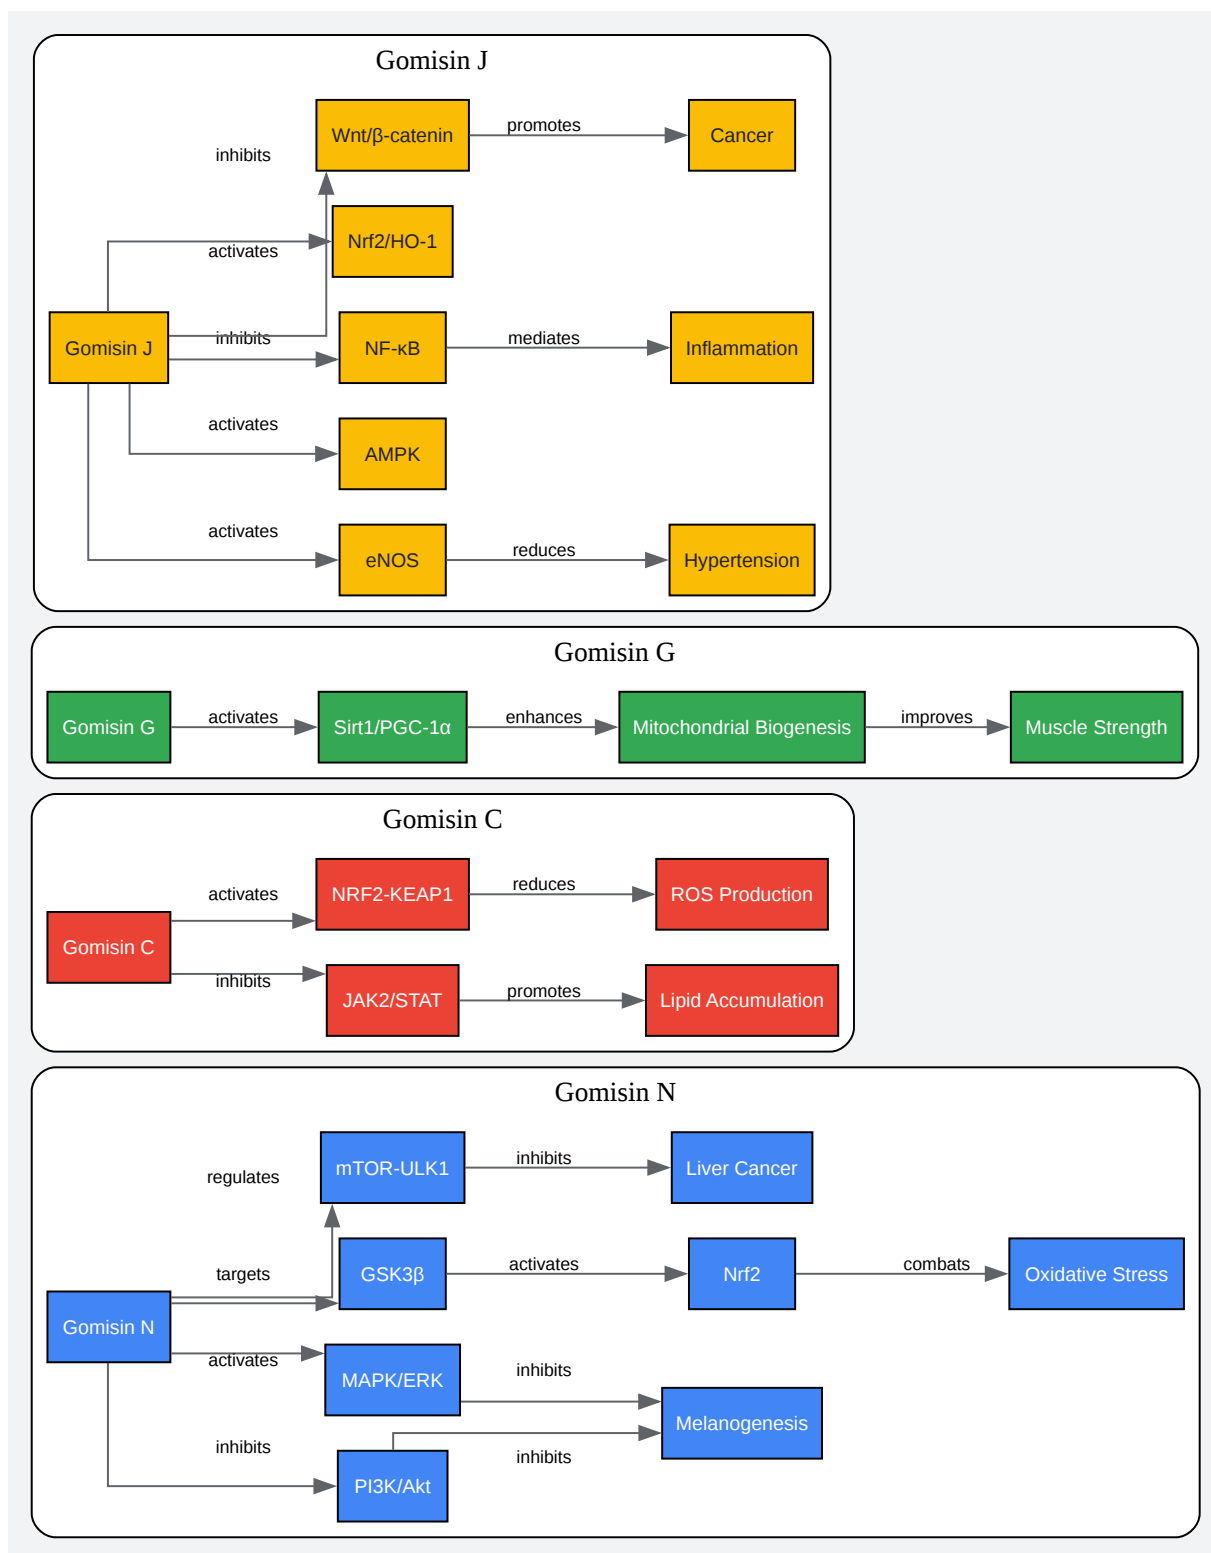 Gomisin J
Wnt/β-catenin
promotes
Cancer
inhibits
Nrf2/HO-1
activates
Gomisin J
inhibits
NF-κB
mediates
Inflammation
activates
AMPK
activates
eNOS
reduces
Hypertension
Gomisin G
Gomisin G
activates
Sirt1/PGC-1α
enhances
Mitochondrial Biogenesis
improves
Muscle Strength
Gomisin C
activates
NRF2-KEAP1
reduces
ROS Production
Gomisin C
inhibits
JAK2/STAT
promotes
Lipid Accumulation
Gomisin N
regulates
mTOR-ULK1
inhibits
Liver Cancer
targets
GSK3β
activates
Nrf2
combats
Oxidative Stress
Gomisin N
activates
MAPK/ERK
inhibits
Melanogenesis
inhibits
PI3K/Akt
inhibits